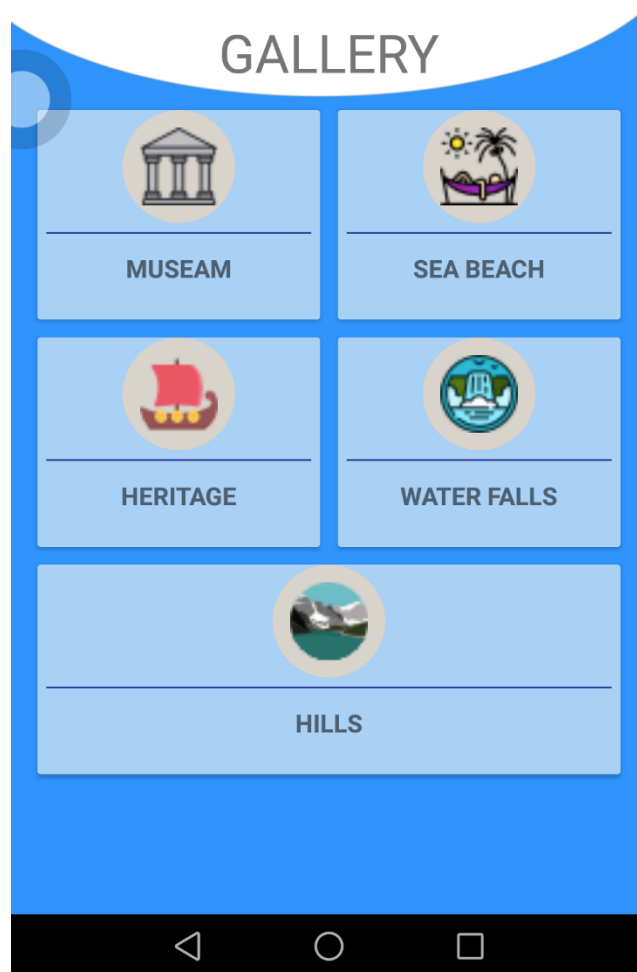 GALLERY
MUSEAM
SEA BEACH
HERITAGE
WATER FALLS
HILLS